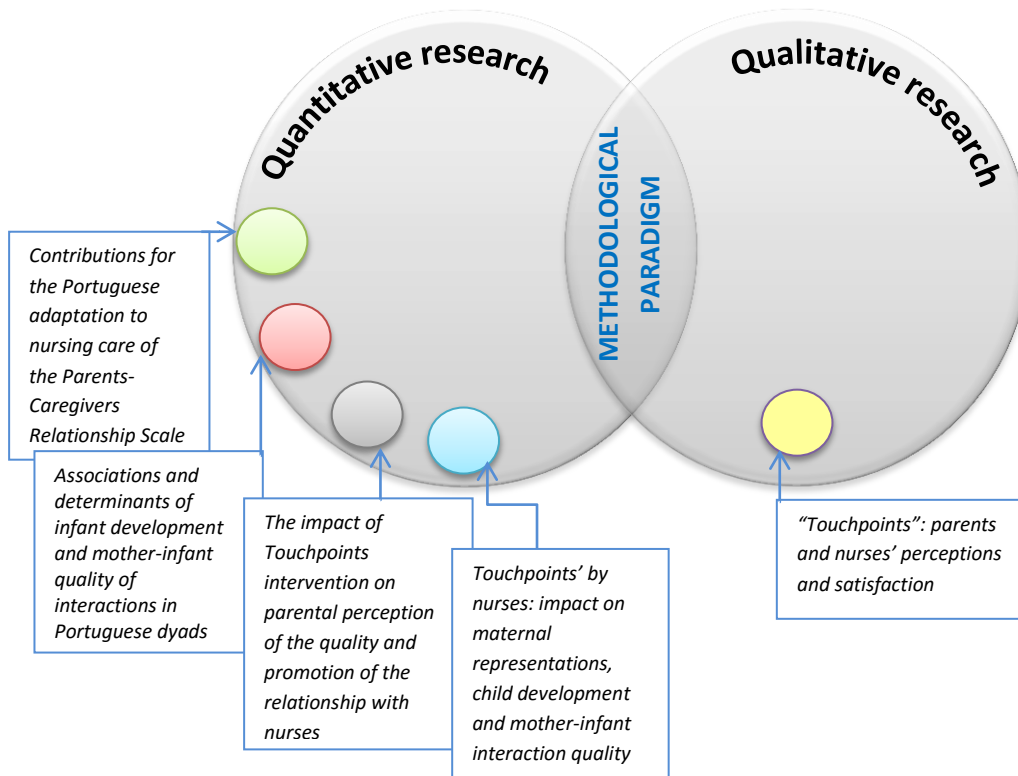 Quantitative research
Qualitative research
METHODOLOGICAL
PARADIGM
Contributions for
the Portuguese
adaptation to
nursing care of
the Parents-
Caregivers
Relationship Scale
Associations and
determinants of
infant development
and mother-infant
quality of
interactions in
Portuguese dyads
The impact of
Touchpoints
intervention on
parental perception
of the quality and
promotion of the
relationship with
nurses
Touchpoints’ by
nurses: impact on
maternal
representations,
child development
and mother-infant
interaction quality
“Touchpoints”: parents
and nurses’ perceptions
and satisfaction